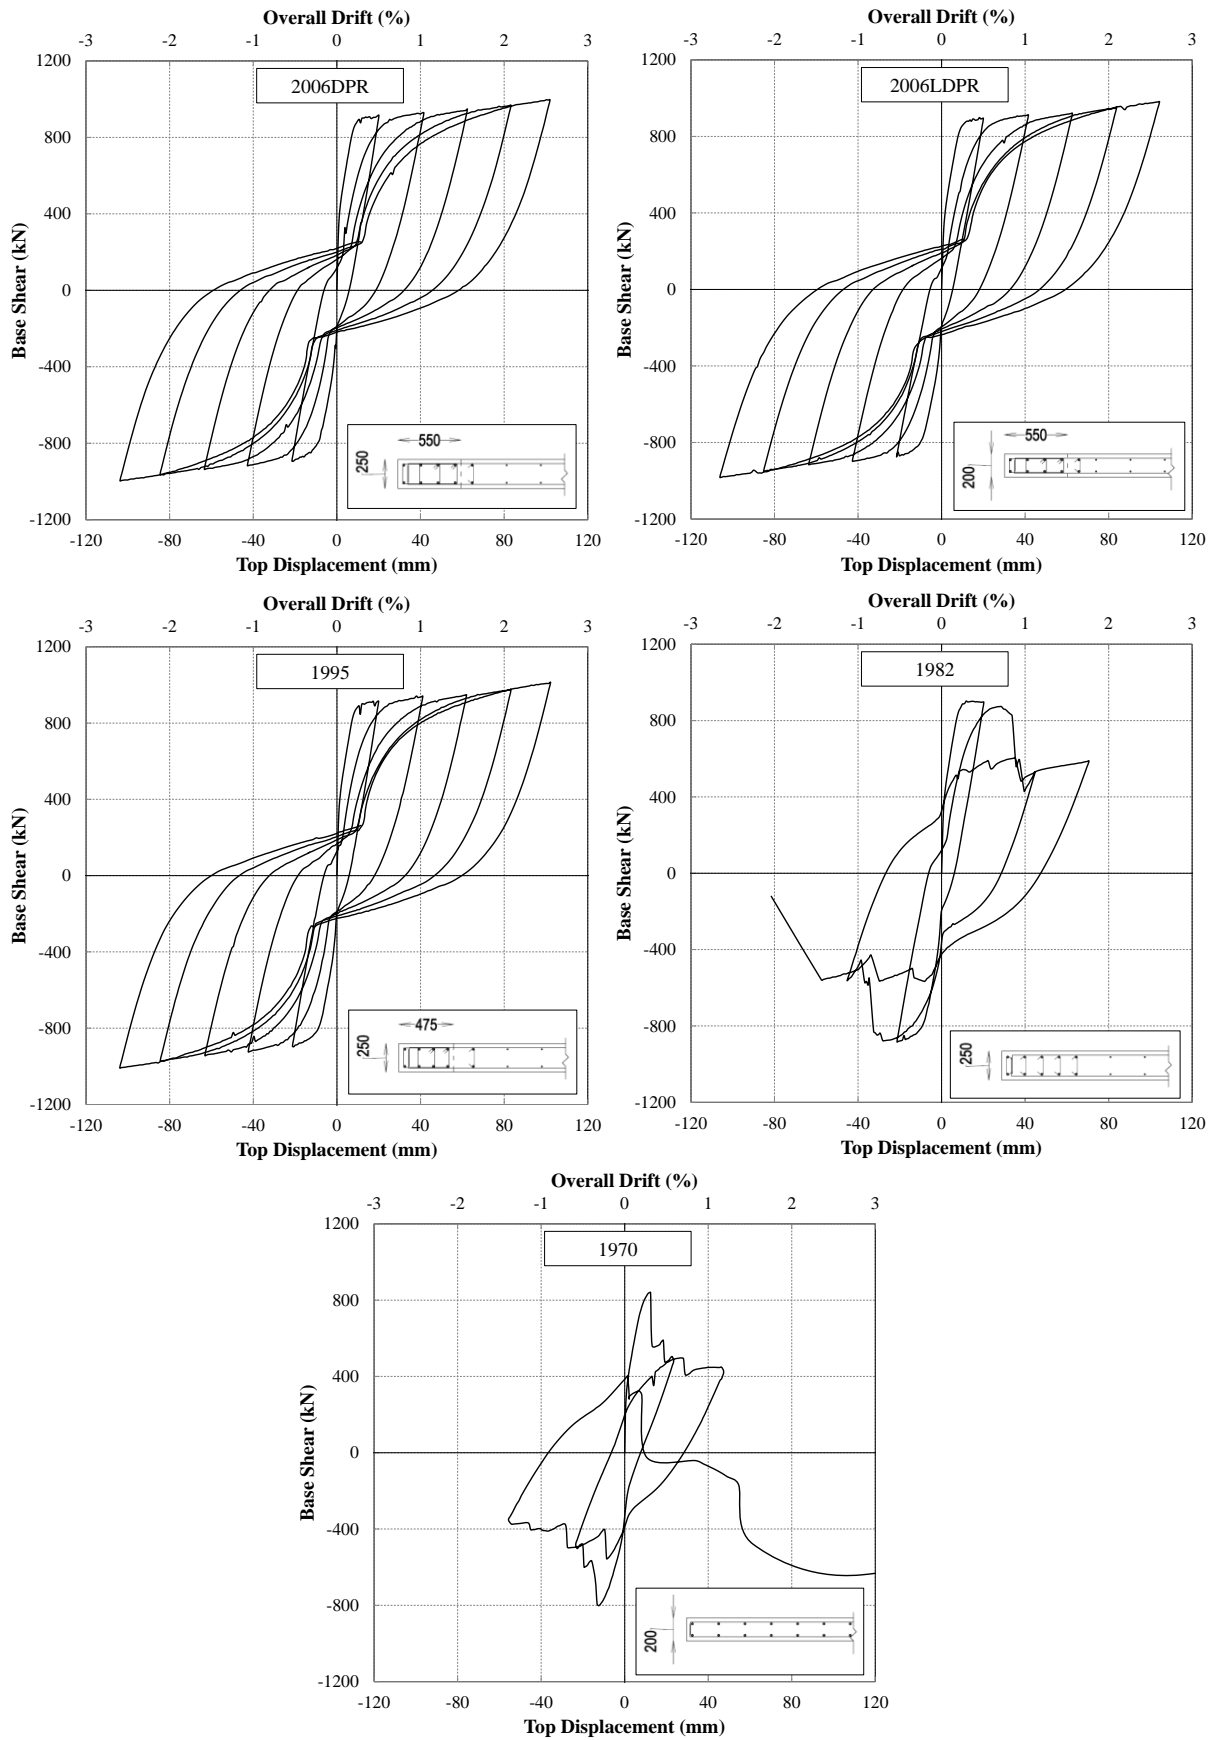 Overall Drift (%)
-3 -2 -1 0 1 2 3
1200
800
400
0
-400
-800
-1200
Base Shear (kN)
2006DPR
550
250
-120 -80 -40 0 40 80 120
Top Displacement (mm)
Overall Drift (%)
-3 -2 -1 0 1 2 3
1200
800
400
0
-400
-800
-1200
Base Shear (kN)
2006LDPR
550
200
-120 -80 -40 0 40 80 120
Top Displacement (mm)
Overall Drift (%)
-3 -2 -1 0 1 2 3
1200
800
400
0
-400
-800
-1200
Base Shear (kN)
1995
475
250
-120 -80 -40 0 40 80 120
Top Displacement (mm)
Overall Drift (%)
-3 -2 -1 0 1 2 3
1200
800
400
0
-400
-800
-1200
Base Shear (kN)
1982
250
-120 -80 -40 0 40 80 120
Top Displacement (mm)
Overall Drift (%)
-3 -2 -1 0 1 2 3
1200
800
400
0
-400
-800
-1200
Base Shear (kN)
1970
200
-120 -80 -40 0 40 80 120
Top Displacement (mm)